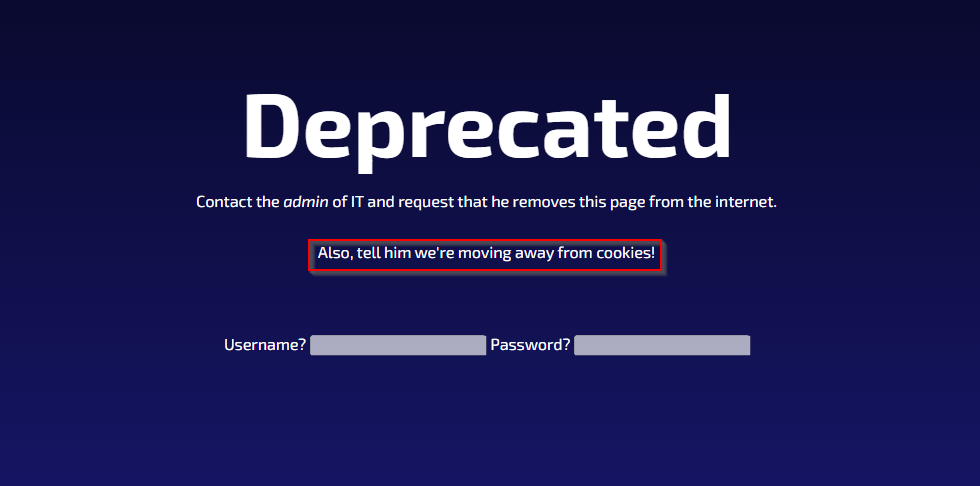 Deprecated
Contact the admin of IT and request that he removes this page from the internet.
Also, tell him we're moving away from cookies!
Username? Password?